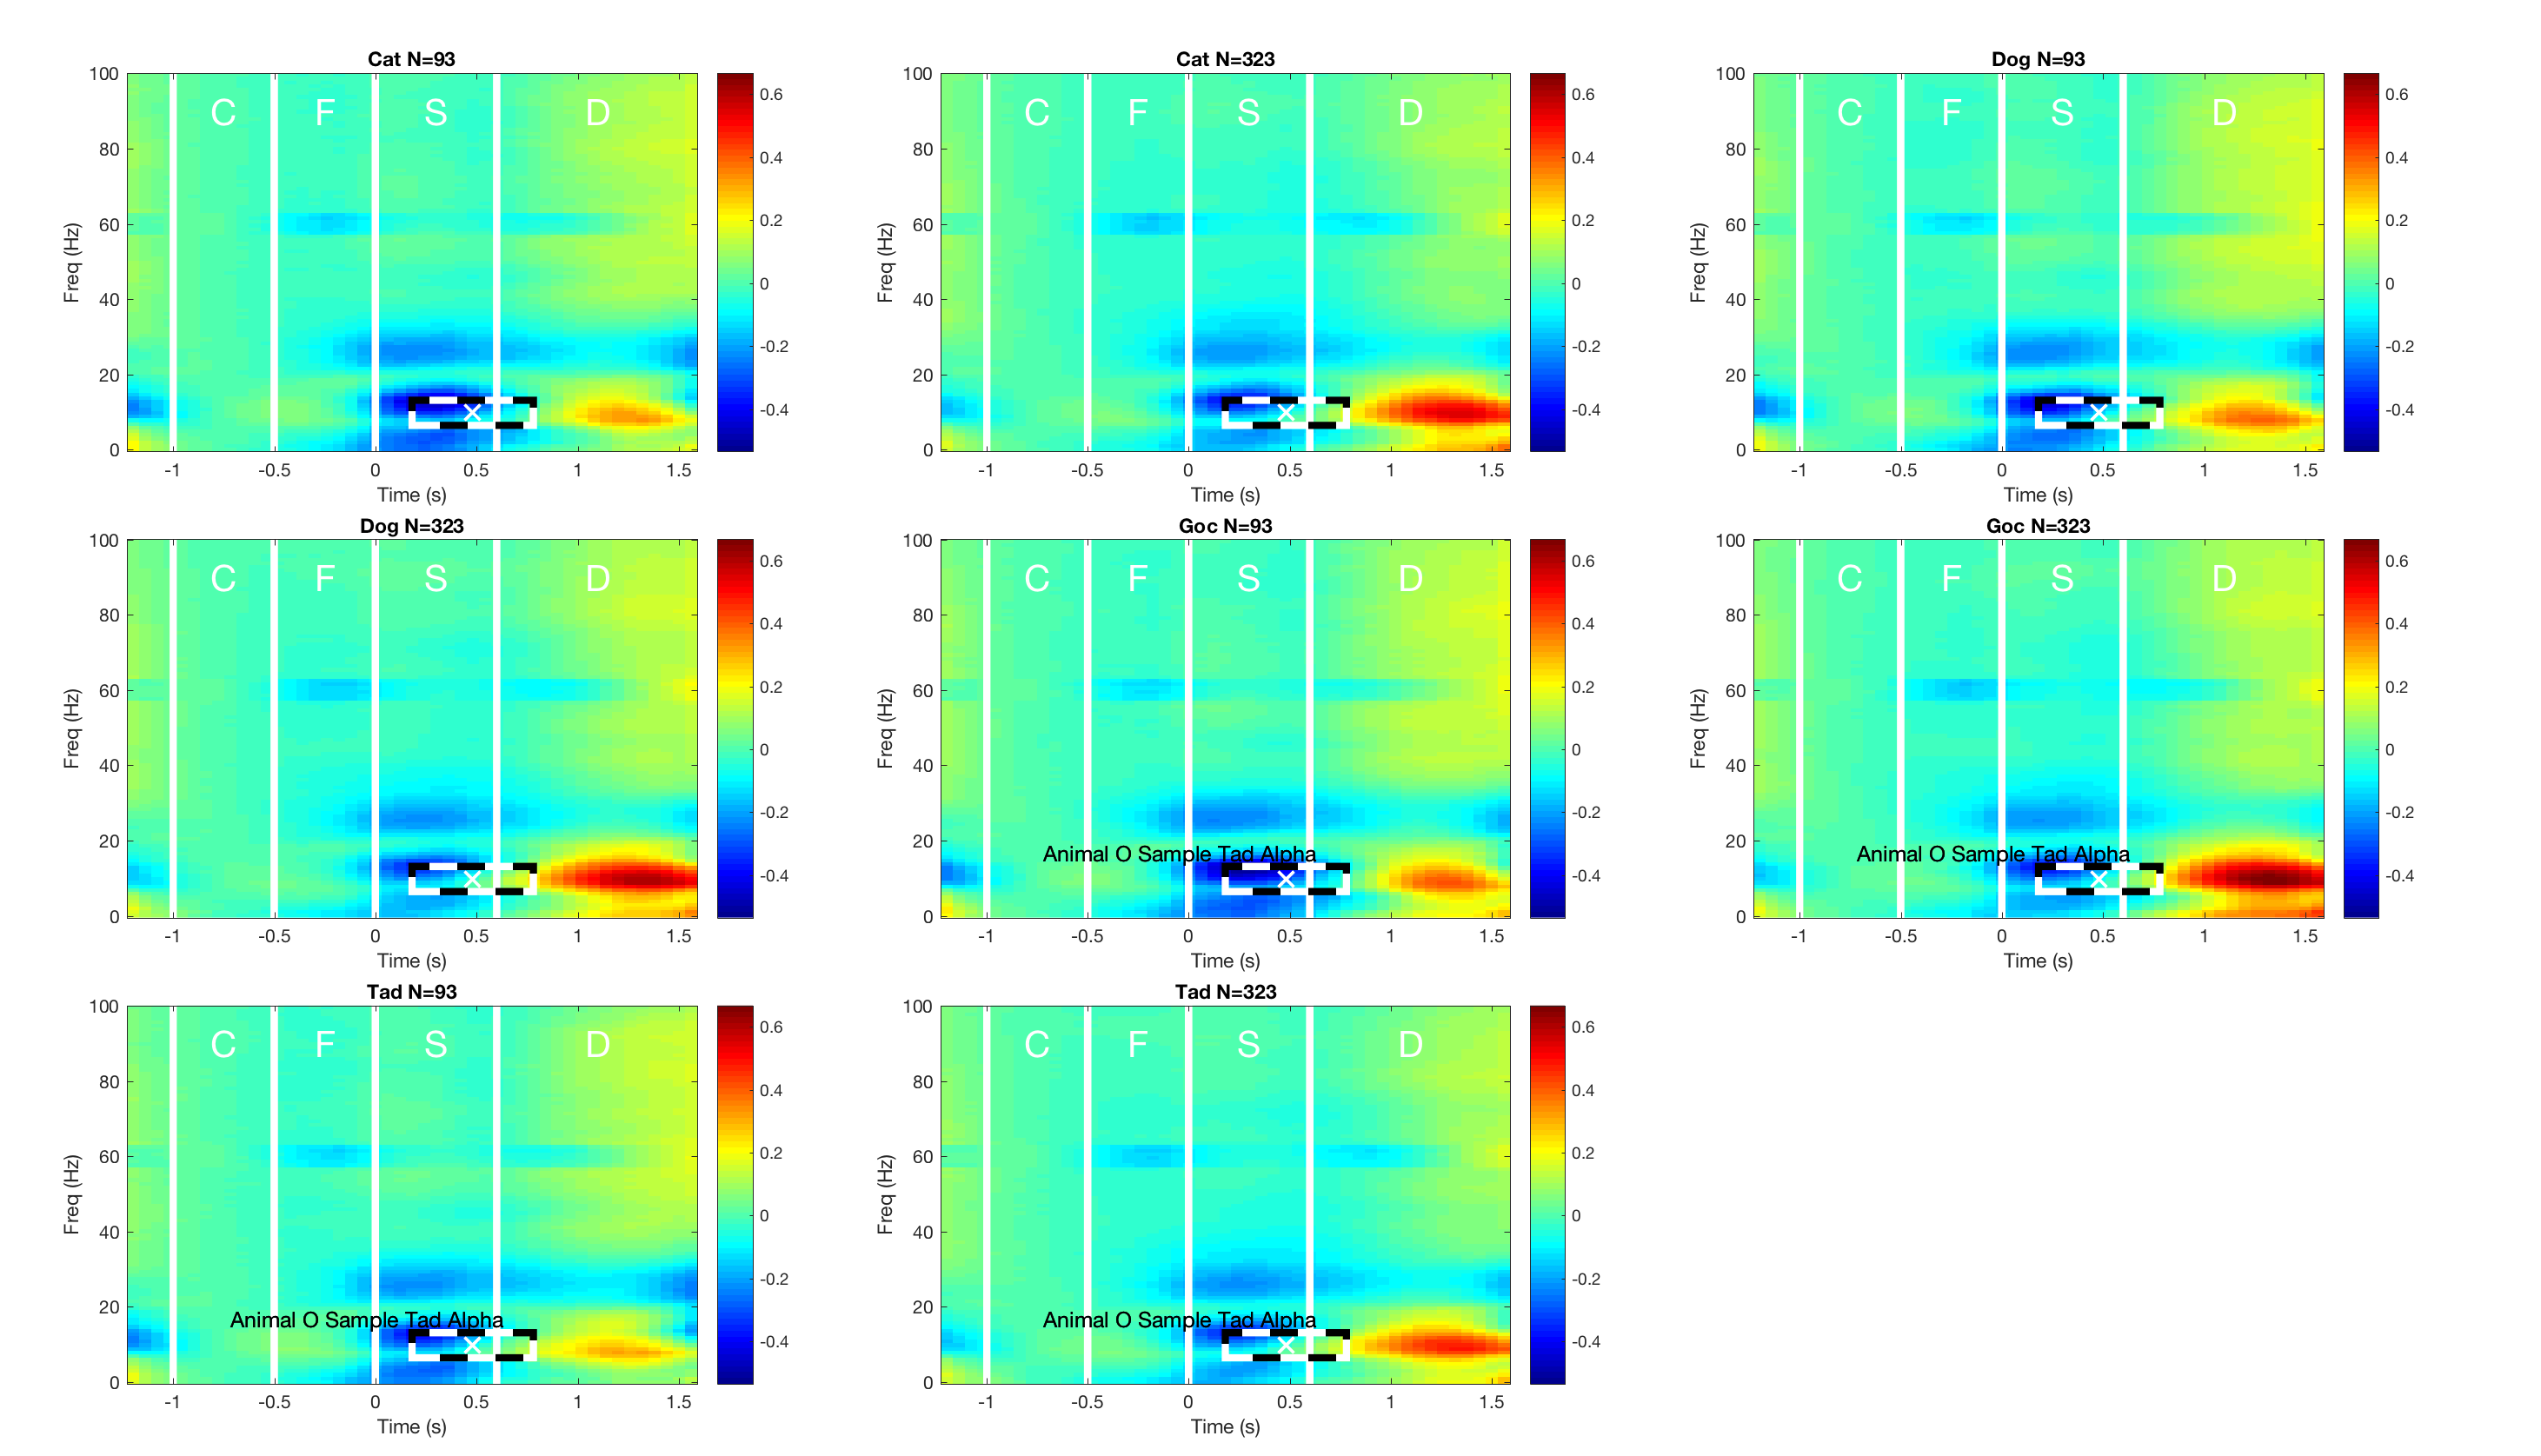 Cat N=93
100
80
60
40
20
0
Freq (Hz)
C F S D
-1 -0.5 0 0.5 1 1.5
Time (s)
0.6
0.4
0.2
0
-0.2
-0.4
Cat N=323
100
80
60
40
20
0
Freq (Hz)
C F S D
-1 -0.5 0 0.5 1 1.5
Time (s)
0.6
0.4
0.2
0
-0.2
-0.4
Dog N=93
100
80
60
40
20
0
Freq (Hz)
C F S D
-1 -0.5 0 0.5 1 1.5
Time (s)
0.6
0.4
0.2
0
-0.2
-0.4
Dog N=323
100
80
60
40
20
0
Freq (Hz)
C F S D
-1 -0.5 0 0.5 1 1.5
Time (s)
0.6
0.4
0.2
0
-0.2
-0.4
Goc N=93
100
80
60
40
20
0
Freq (Hz)
C F S D
Animal O Sample Tad Alpha
-1 -0.5 0 0.5 1 1.5
Time (s)
0.6
0.4
0.2
0
-0.2
-0.4
Goc N=323
100
80
60
40
20
0
Freq (Hz)
C F S D
Animal O Sample Tad Alpha
-1 -0.5 0 0.5 1 1.5
Time (s)
0.6
0.4
0.2
0
-0.2
-0.4
Tad N=93
100
80
60
40
20
0
Freq (Hz)
C F S D
Animal O Sample Tad Alpha
-1 -0.5 0 0.5 1 1.5
Time (s)
0.6
0.4
0.2
0
-0.2
-0.4
Tad N=323
100
80
60
40
20
0
Freq (Hz)
C F S D
Animal O Sample Tad Alpha
-1 -0.5 0 0.5 1 1.5
Time (s)
0.6
0.4
0.2
0
-0.2
-0.4